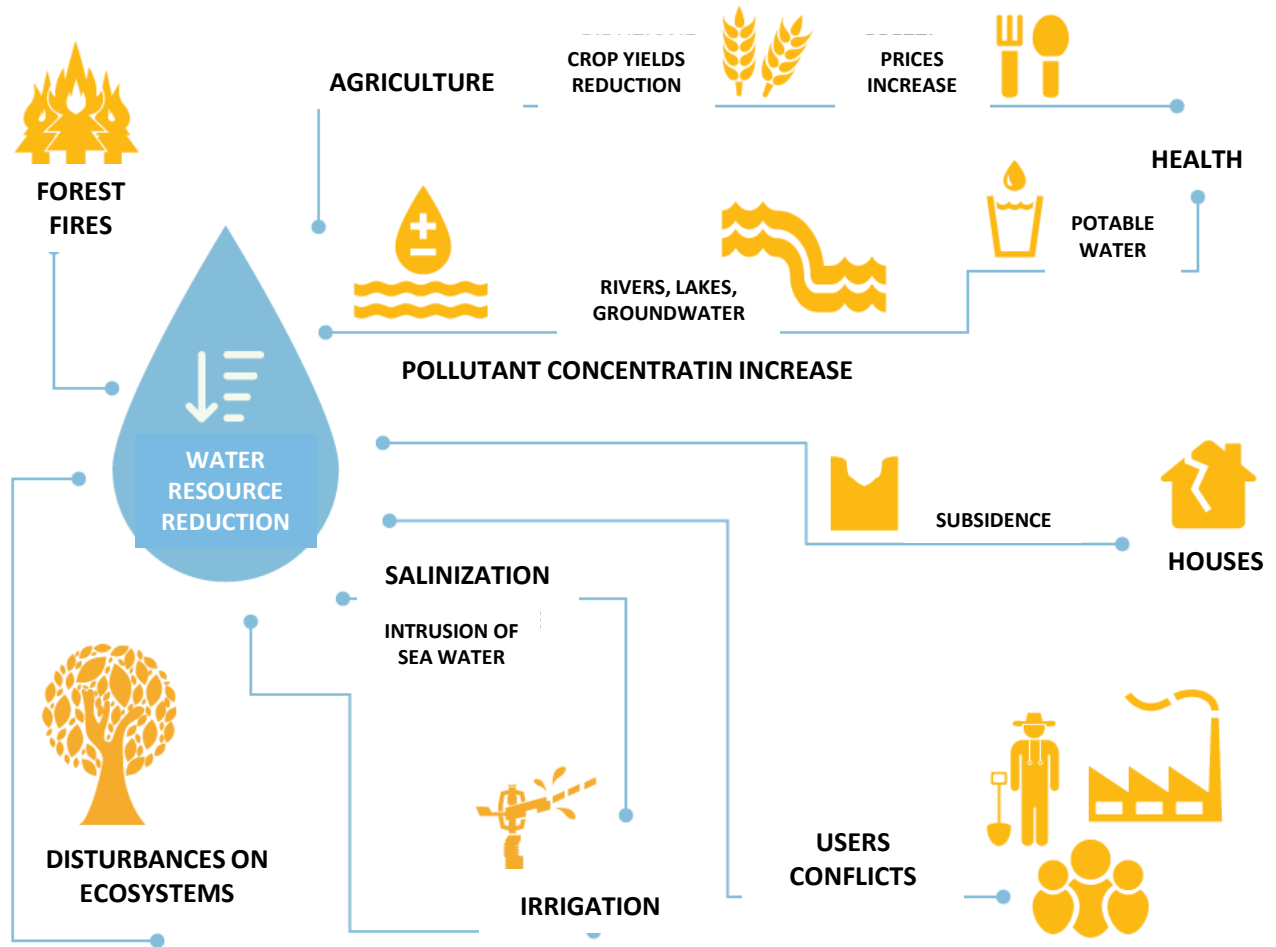 AGRICULTURE
CROP YIELDS
REDUCTION
PRICES
INCREASE
HEALTH
FOREST
FIRES
POTABLE
WATER
RIVERS, LAKES,
GROUNDWATER
POLLUTANT CONCENTRATIN INCREASE
WATER
RESOURCE
REDUCTION
SUBSIDENCE
HOUSES
SALINIZATION
INTRUSION OF
SEA WATER
DISTURBANCES ON
ECOSYSTEMS
IRRIGATION
USERS
CONFLICTS